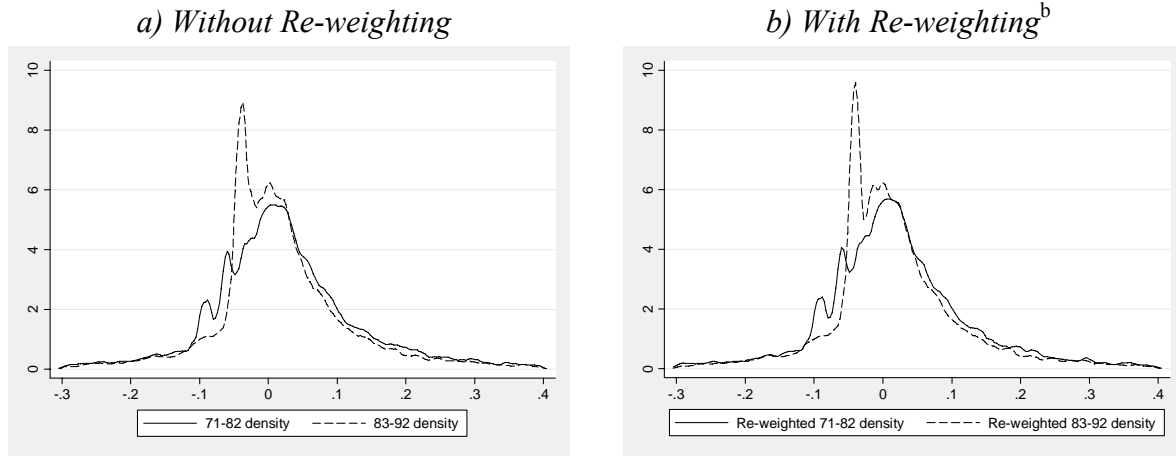 a) Without Re-weighting
10
8
6
4
2
0
-.3 -.2 -.1 0 .1 .2 .3 .4
71-82 density 83-92 density
b) With Re-weighting^b
10
8
6
4
2
0
-.3 -.2 -.1 0 .1 .2 .3 .4
Re-weighted 71-82 density Re-weighted 83-92 density